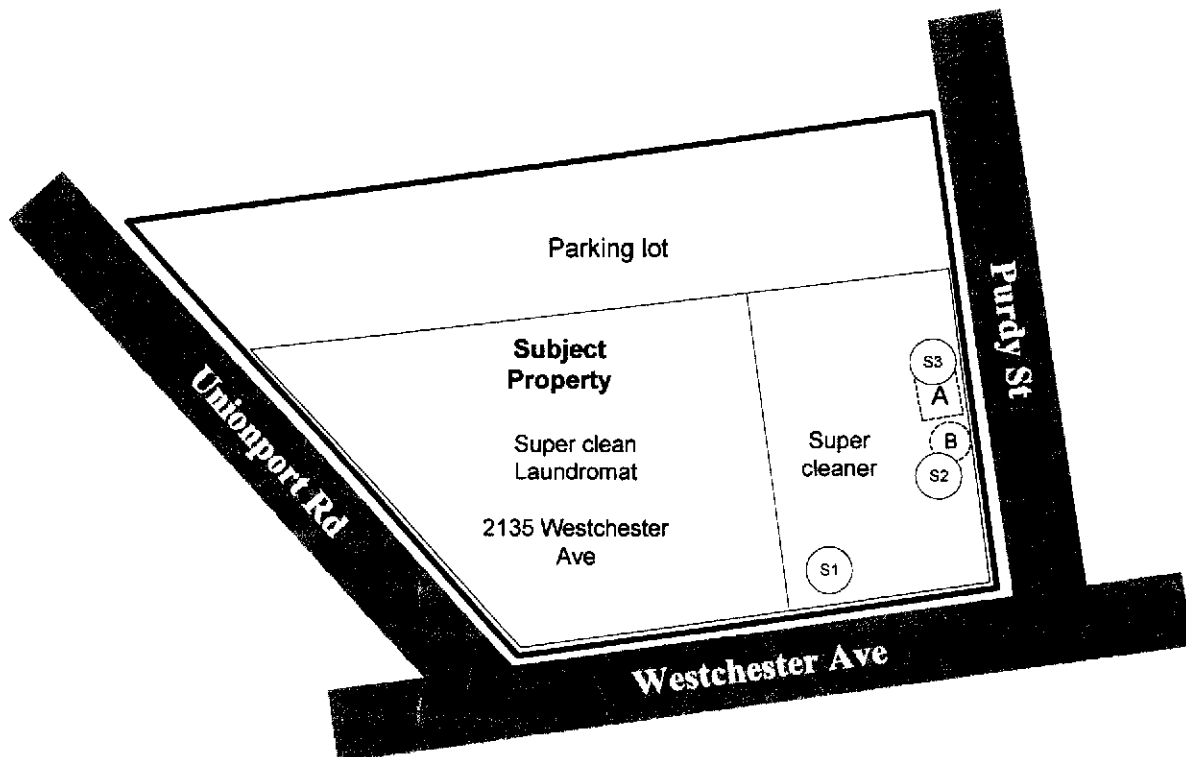 Parking lot
Purdy St
Subject
Property
S3
A
Unionport Rd
Super clean
Laundromat
Super
cleaner
B
S2
2135 Westchester
Ave
S1
Westchester Ave